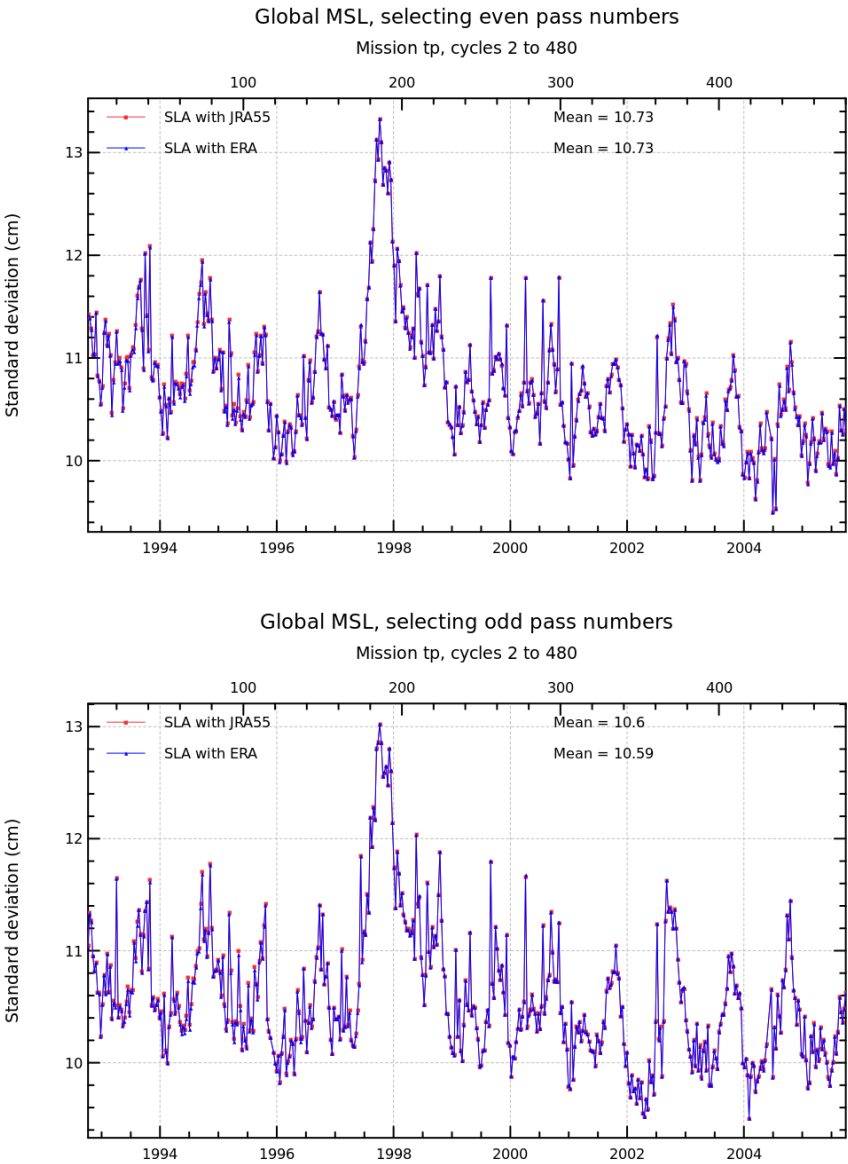 Global MSL, selecting even pass numbers
Mission tp, cycles 2 to 480
100 200 300 400
SLA with JRA55 Mean = 10.73
SLA with ERA Mean = 10.73
13
12
11
10
Standard deviation (cm)
1994 1996 1998 2000 2002 2004
Global MSL, selecting odd pass numbers
Mission tp, cycles 2 to 480
100 200 300 400
SLA with JRA55 Mean = 10.6
SLA with ERA Mean = 10.59
13
12
11
10
Standard deviation (cm)
1994 1996 1998 2000 2002 2004